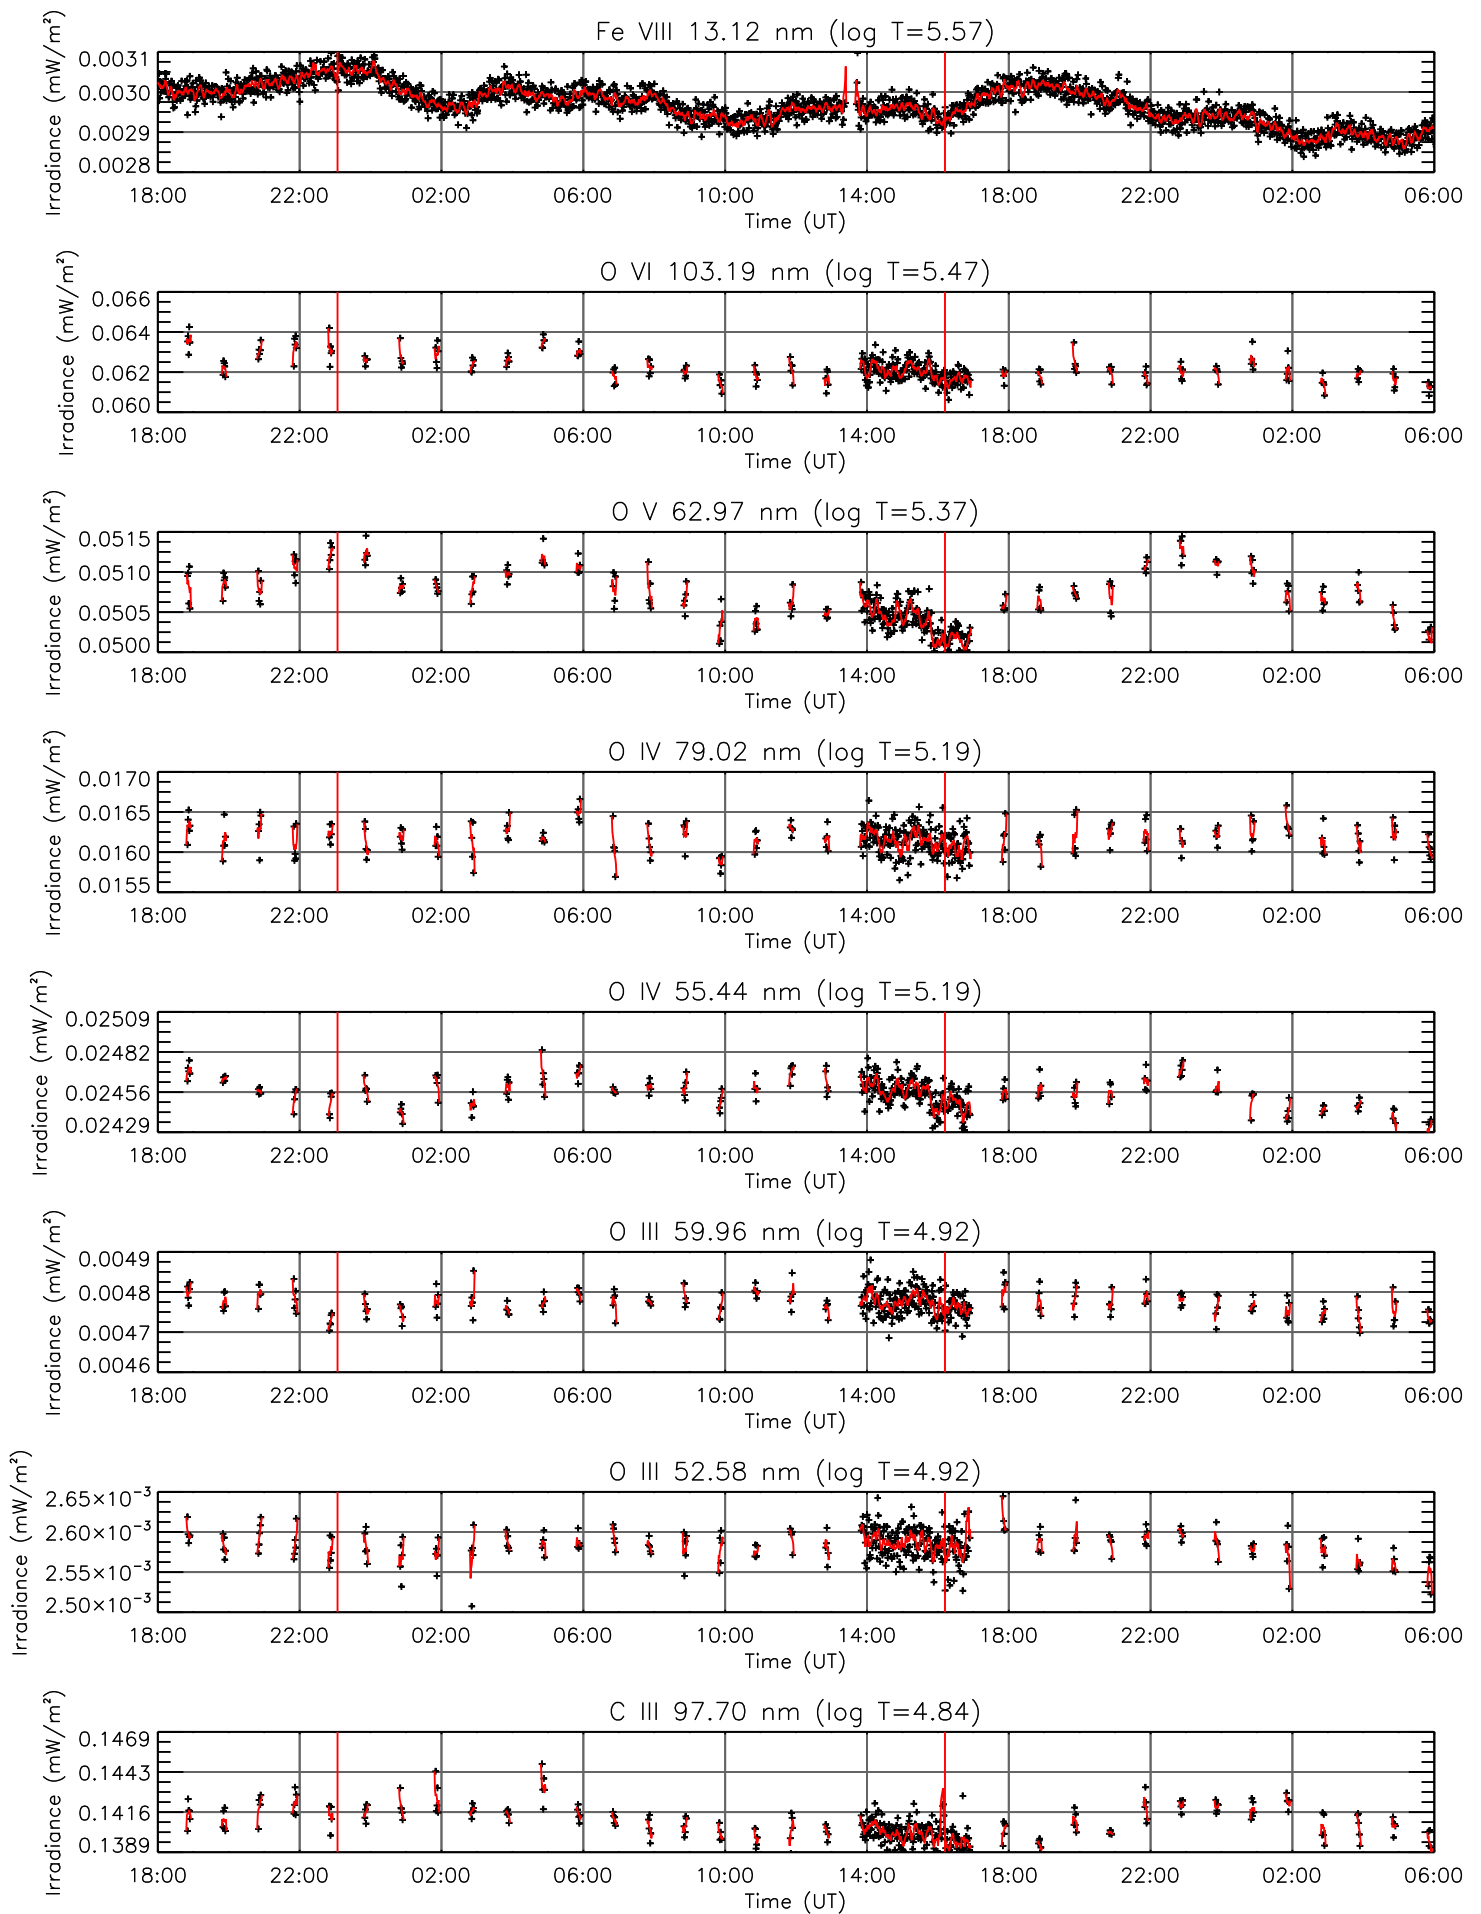 Fe VIII 13.12 nm (log T=5.57)
Irradiance (mW/m²)
0.0031
0.0030
0.0029
0.0028
18:00 22:00 02:00 06:00 10:00 14:00 18:00 22:00 02:00 06:00
Time (UT)
O VI 103.19 nm (log T=5.47)
Irradiance (mW/m²)
0.066
0.064
0.062
0.060
18:00 22:00 02:00 06:00 10:00 14:00 18:00 22:00 02:00 06:00
Time (UT)
O V 62.97 nm (log T=5.37)
Irradiance (mW/m²)
0.0515
0.0510
0.0505
0.0500
18:00 22:00 02:00 06:00 10:00 14:00 18:00 22:00 02:00 06:00
Time (UT)
O IV 79.02 nm (log T=5.19)
Irradiance (mW/m²)
0.0170
0.0165
0.0160
0.0155
18:00 22:00 02:00 06:00 10:00 14:00 18:00 22:00 02:00 06:00
Time (UT)
O IV 55.44 nm (log T=5.19)
Irradiance (mW/m²)
0.02509
0.02482
0.02456
0.02429
18:00 22:00 02:00 06:00 10:00 14:00 18:00 22:00 02:00 06:00
Time (UT)
O III 59.96 nm (log T=4.92)
Irradiance (mW/m²)
0.0049
0.0048
0.0047
0.0046
18:00 22:00 02:00 06:00 10:00 14:00 18:00 22:00 02:00 06:00
Time (UT)
O III 52.58 nm (log T=4.92)
Irradiance (mW/m²)
2.65×10⁻³
2.60×10⁻³
2.55×10⁻³
2.50×10⁻³
18:00 22:00 02:00 06:00 10:00 14:00 18:00 22:00 02:00 06:00
Time (UT)
C III 97.70 nm (log T=4.84)
Irradiance (mW/m²)
0.1469
0.1443
0.1416
0.1389
18:00 22:00 02:00 06:00 10:00 14:00 18:00 22:00 02:00 06:00
Time (UT)